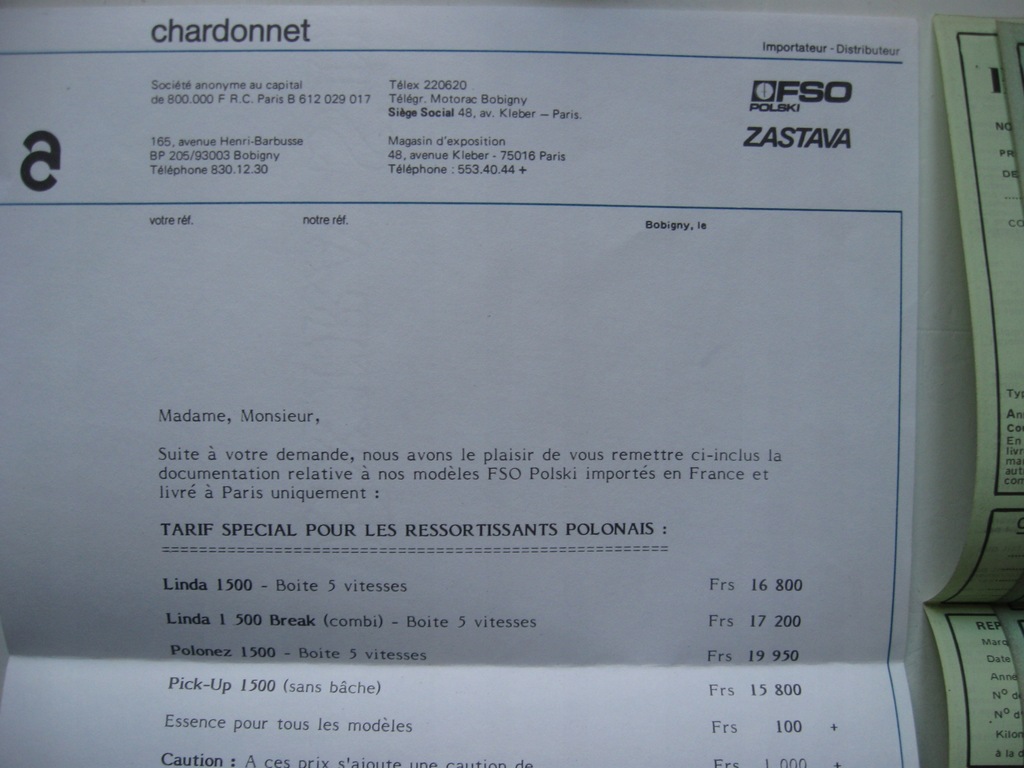 chardonnet
Importateur - Distributeur
Société anonyme au capital
de 800.000 F R.C. Paris B 612 029 017
Télex 220620
Télégr. Motorac Bobigny
Siège Social 48, av. Kleber — Paris.
165, avenue Henri-Barbusse
BP 205/93003 Bobigny
Téléphone 830.12.30
Magasin d'exposition
48, avenue Kleber - 75016 Paris
Téléphone : 553.40.44 +
FSO
POLSKI
ZASTAVA
votre réf.
notre réf.
Bobigny, le
Madame, Monsieur,
Suite à votre demande, nous avons le plaisir de vous remettre ci-inclus la
documentation relative à nos modèles FSO Polski importés en France et
livré à Paris uniquement :
TARIF SPECIAL POUR LES RESSORTISSANTS POLONAIS :
=======================================================
Linda 1500 - Boite 5 vitesses Frs 16 800
Linda 1 500 Break (combi) - Boite 5 vitesses Frs 17 200
Polonez 1500 - Boite 5 vitesses Frs 19 950
Pick-Up 1500 (sans bâche) Frs 15 800
Essence pour tous les modèles Frs 100 +
Caution : A ces prix s'ajoute une caution de Frs 1 000 +
DE
REP
Date
N° d
à la d